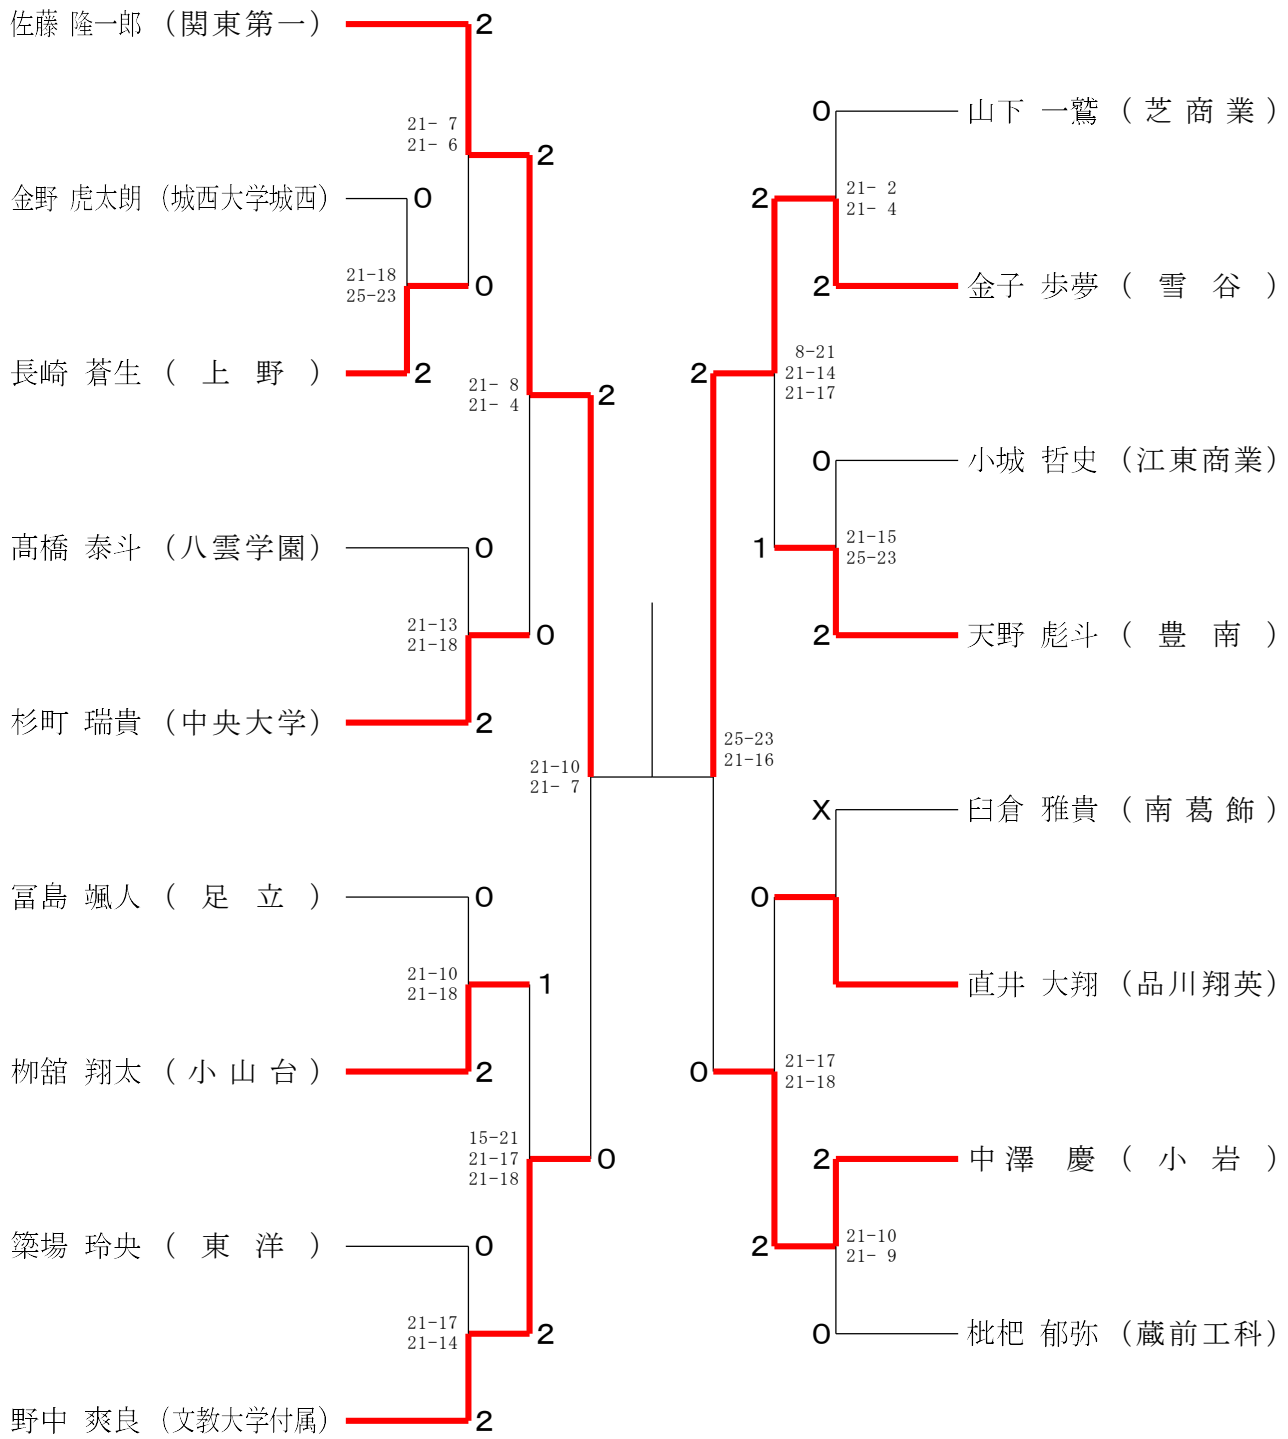 佐藤 隆一郎 (関東第一) 2
21- 7
21- 6
2
金野 虎太朗 (城西大学城西) 0
21-18
25-23
0
長崎 蒼生 (上野) 2
21- 8
21- 4
2
髙橋 泰斗 (八雲学園) 0
21-13
21-18
0
杉町 瑞貴 (中央大学) 2
21-10
21- 7
冨島 颯人 (足立) 0
21-10
21-18
1
栁舘 翔太 (小山台) 2
15-21
21-17
21-18
0
簗場 玲央 (東洋) 0
21-17
21-14
2
野中 爽良 (文教大学付属) 2
0 山下 一鷲 (芝商業)
2
21- 2
21- 4
2 金子 歩夢 (雪谷)
2
8-21
21-14
21-17
0 小城 哲史 (江東商業)
1
21-15
25-23
2 天野 彪斗 (豊南)
25-23
21-16
X 臼倉 雅貴 (南葛飾)
0
直井 大翔 (品川翔英)
0
21-17
21-18
2 中澤 慶 (小岩)
2
21-10
21- 9
0 枇杷 郁弥 (蔵前工科)